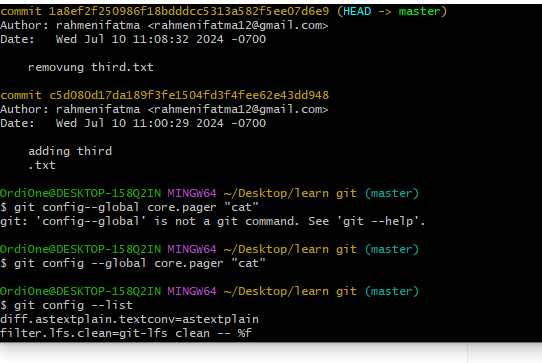 commit 1a8ef2f250986f18bdddcc5313a582f5ee07d6e9 (HEAD -> master)
Author: rahmenifatma <rahmenifatma12@gmail.com>
Date:   Wed Jul 10 11:08:32 2024 -0700
    removung third.txt
commit c5d080d17da189f3fe1504fd3f4fee62e43dd948
Author: rahmenifatma <rahmenifatma12@gmail.com>
Date:   Wed Jul 10 11:00:29 2024 -0700
    adding third
    .txt
OrdiOne@DESKTOP-158Q2IN MINGW64 ~/Desktop/learn git (master)
$ git config--global core.pager "cat"
git: 'config--global' is not a git command. See 'git --help'.
OrdiOne@DESKTOP-158Q2IN MINGW64 ~/Desktop/learn git (master)
$ git config --global core.pager "cat"
OrdiOne@DESKTOP-158Q2IN MINGW64 ~/Desktop/learn git (master)
$ git config --list
diff.astextplain.textconv=astextplain
filter.lfs.clean=git-lfs clean -- %f